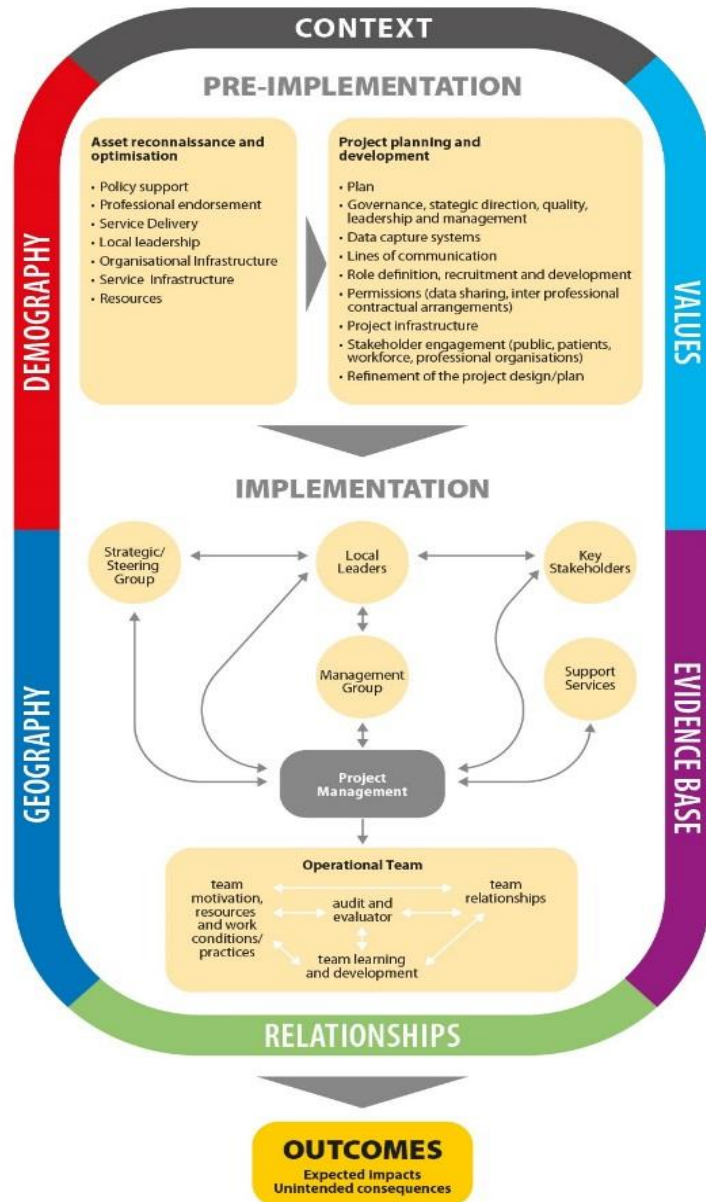 CONTEXT
PRE-IMPLEMENTATION
Asset reconnaissance and
optimisation
• Policy support
• Professional endorsement
• Service Delivery
• Local leadership
• Organisational Infrastructure
• Service Infrastructure
• Resources
Project planning and
development
• Plan
• Governance, stategic direction, quality,
leadership and management
• Data capture systems
• Lines of communication
• Role definition, recruitment and development
• Permissions (data sharing, inter professional
contractual arrangements)
• Project infrastructure
• Stakeholder engagement (public, patients,
workforce, professional organisations)
• Refinement of the project design/plan
DEMOGRAPHY
VALUES
IMPLEMENTATION
Strategic/
Steering
Group
Local
Leaders
Key
Stakeholders
Management
Group
Support
Services
Project
Management
GEOGRAPHY
EVIDENCE BASE
Operational Team
team
motivation,
resources
and work
conditions/
practices
audit and
evaluator
team
relationships
team learning
and development
RELATIONSHIPS
OUTCOMES
Expected impacts
Unintended consequences